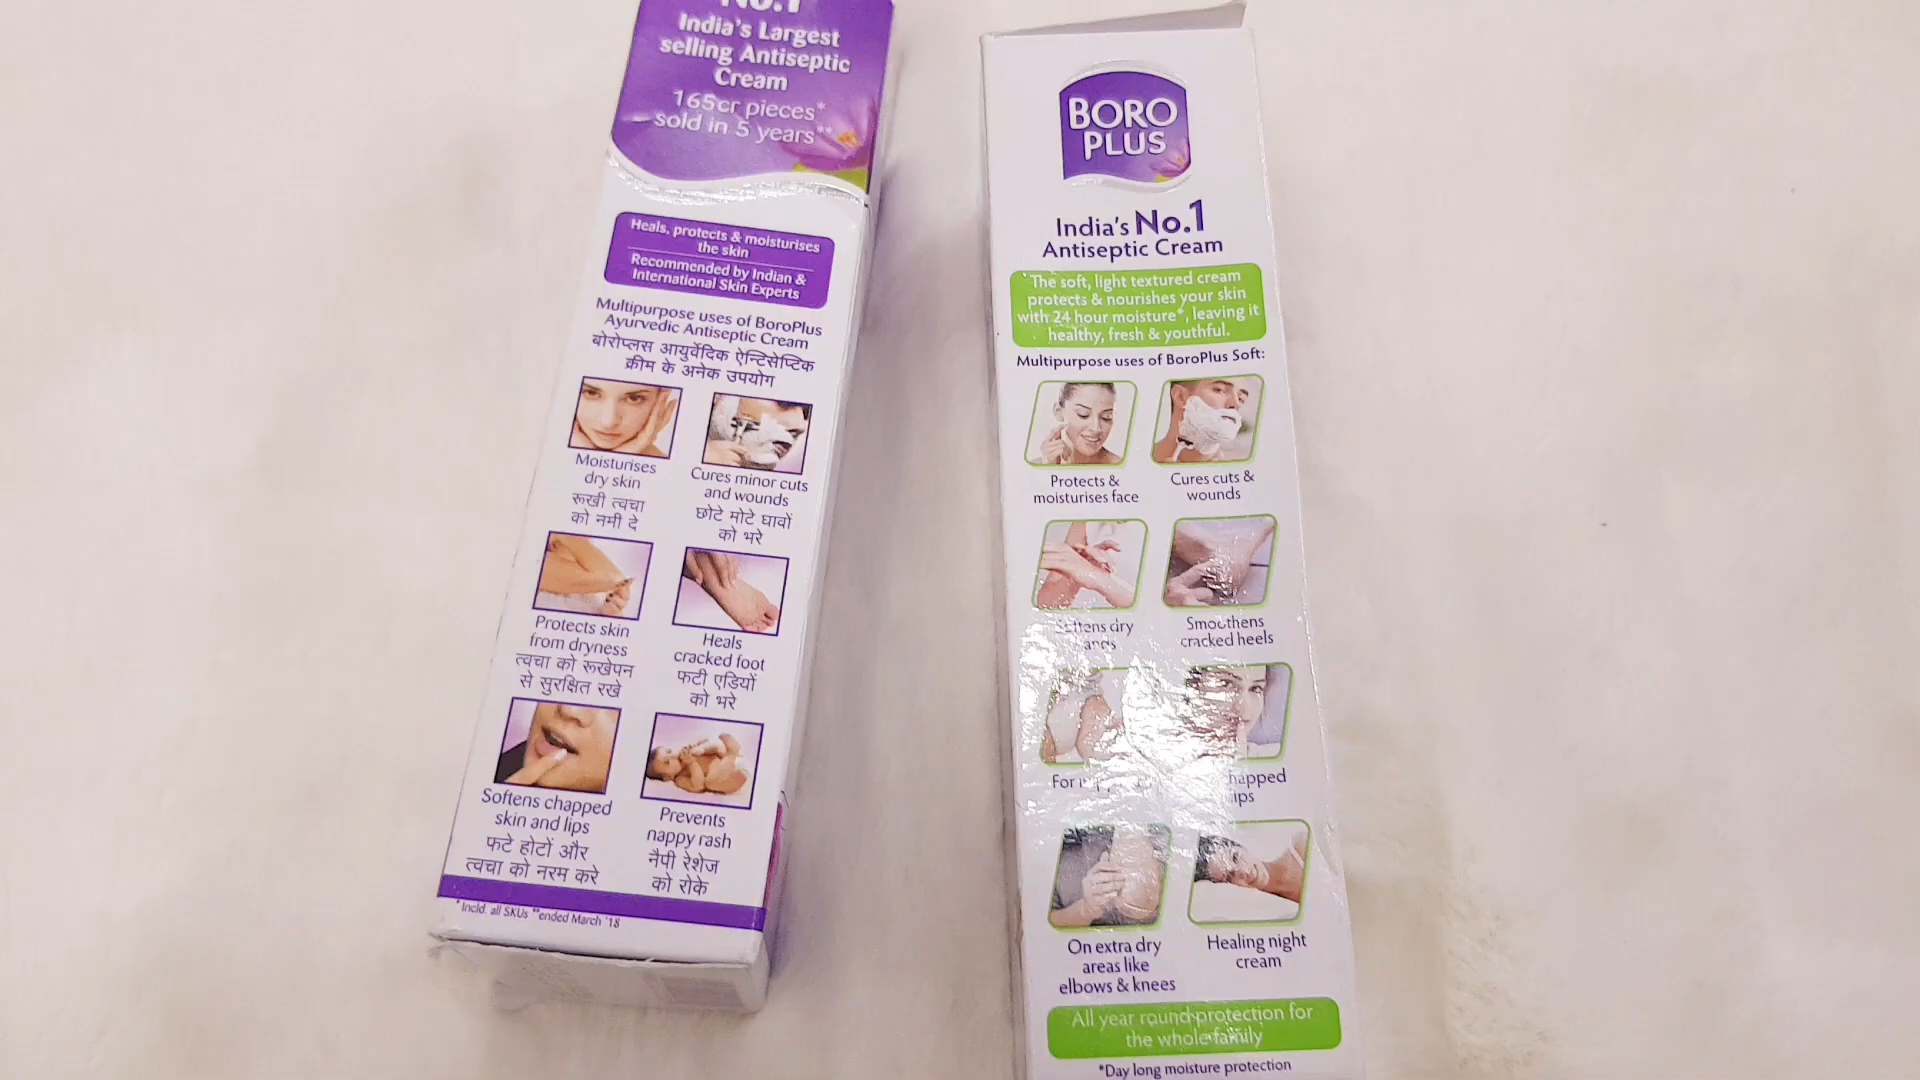 No.1
India's Largest
selling Antiseptic
Cream
165cr pieces*
sold in 5 years**
Heals, protects & moisturises
the skin
Recommended by Indian &
International Skin Experts
Multipurpose uses of BoroPlus
Ayurvedic Antiseptic Cream
बोरोप्लस आयुर्वेदिक ऐन्टिसेप्टिक
क्रीम के अनेक उपयोग
Moisturises
dry skin
रूखी त्वचा
को नमी दे
Cures minor cuts
and wounds
छोटे मोटे घावों
को भरे
Protects skin
from dryness
त्वचा को रूखेपन
से सुरक्षित रखे
Heals
cracked foot
फटी एड़ियों
को भरे
Softens chapped
skin and lips
फटे होटों और
त्वचा को नरम करे
Prevents
nappy rash
नैपी रेशेज
को रोके
*Incld. all SKUs **ended March '18
BORO
PLUS
India's No.1
Antiseptic Cream
The soft, light textured cream
protects & nourishes your skin
with 24 hour moisture*, leaving it
healthy, fresh & youthful.
Multipurpose uses of BoroPlus Soft:
Protects &
moisturises face
Cures cuts &
wounds
dry
Smoothens
cracked heels
For
On extra dry
areas like
elbows & knees
Healing night
cream
All year round protection for
the whole family
*Day long moisture protection